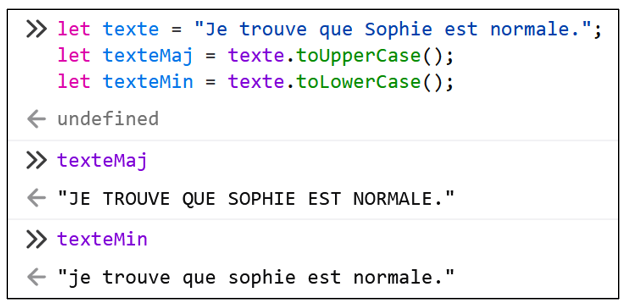 >> let texte = "Je trouve que Sophie est normale.";
let texteMaj = texte.toUpperCase();
let texteMin = texte.toLowerCase();
← undefined
>> texteMaj
← "JE TROUVE QUE SOPHIE EST NORMALE."
>> texteMin
← "je trouve que sophie est normale."